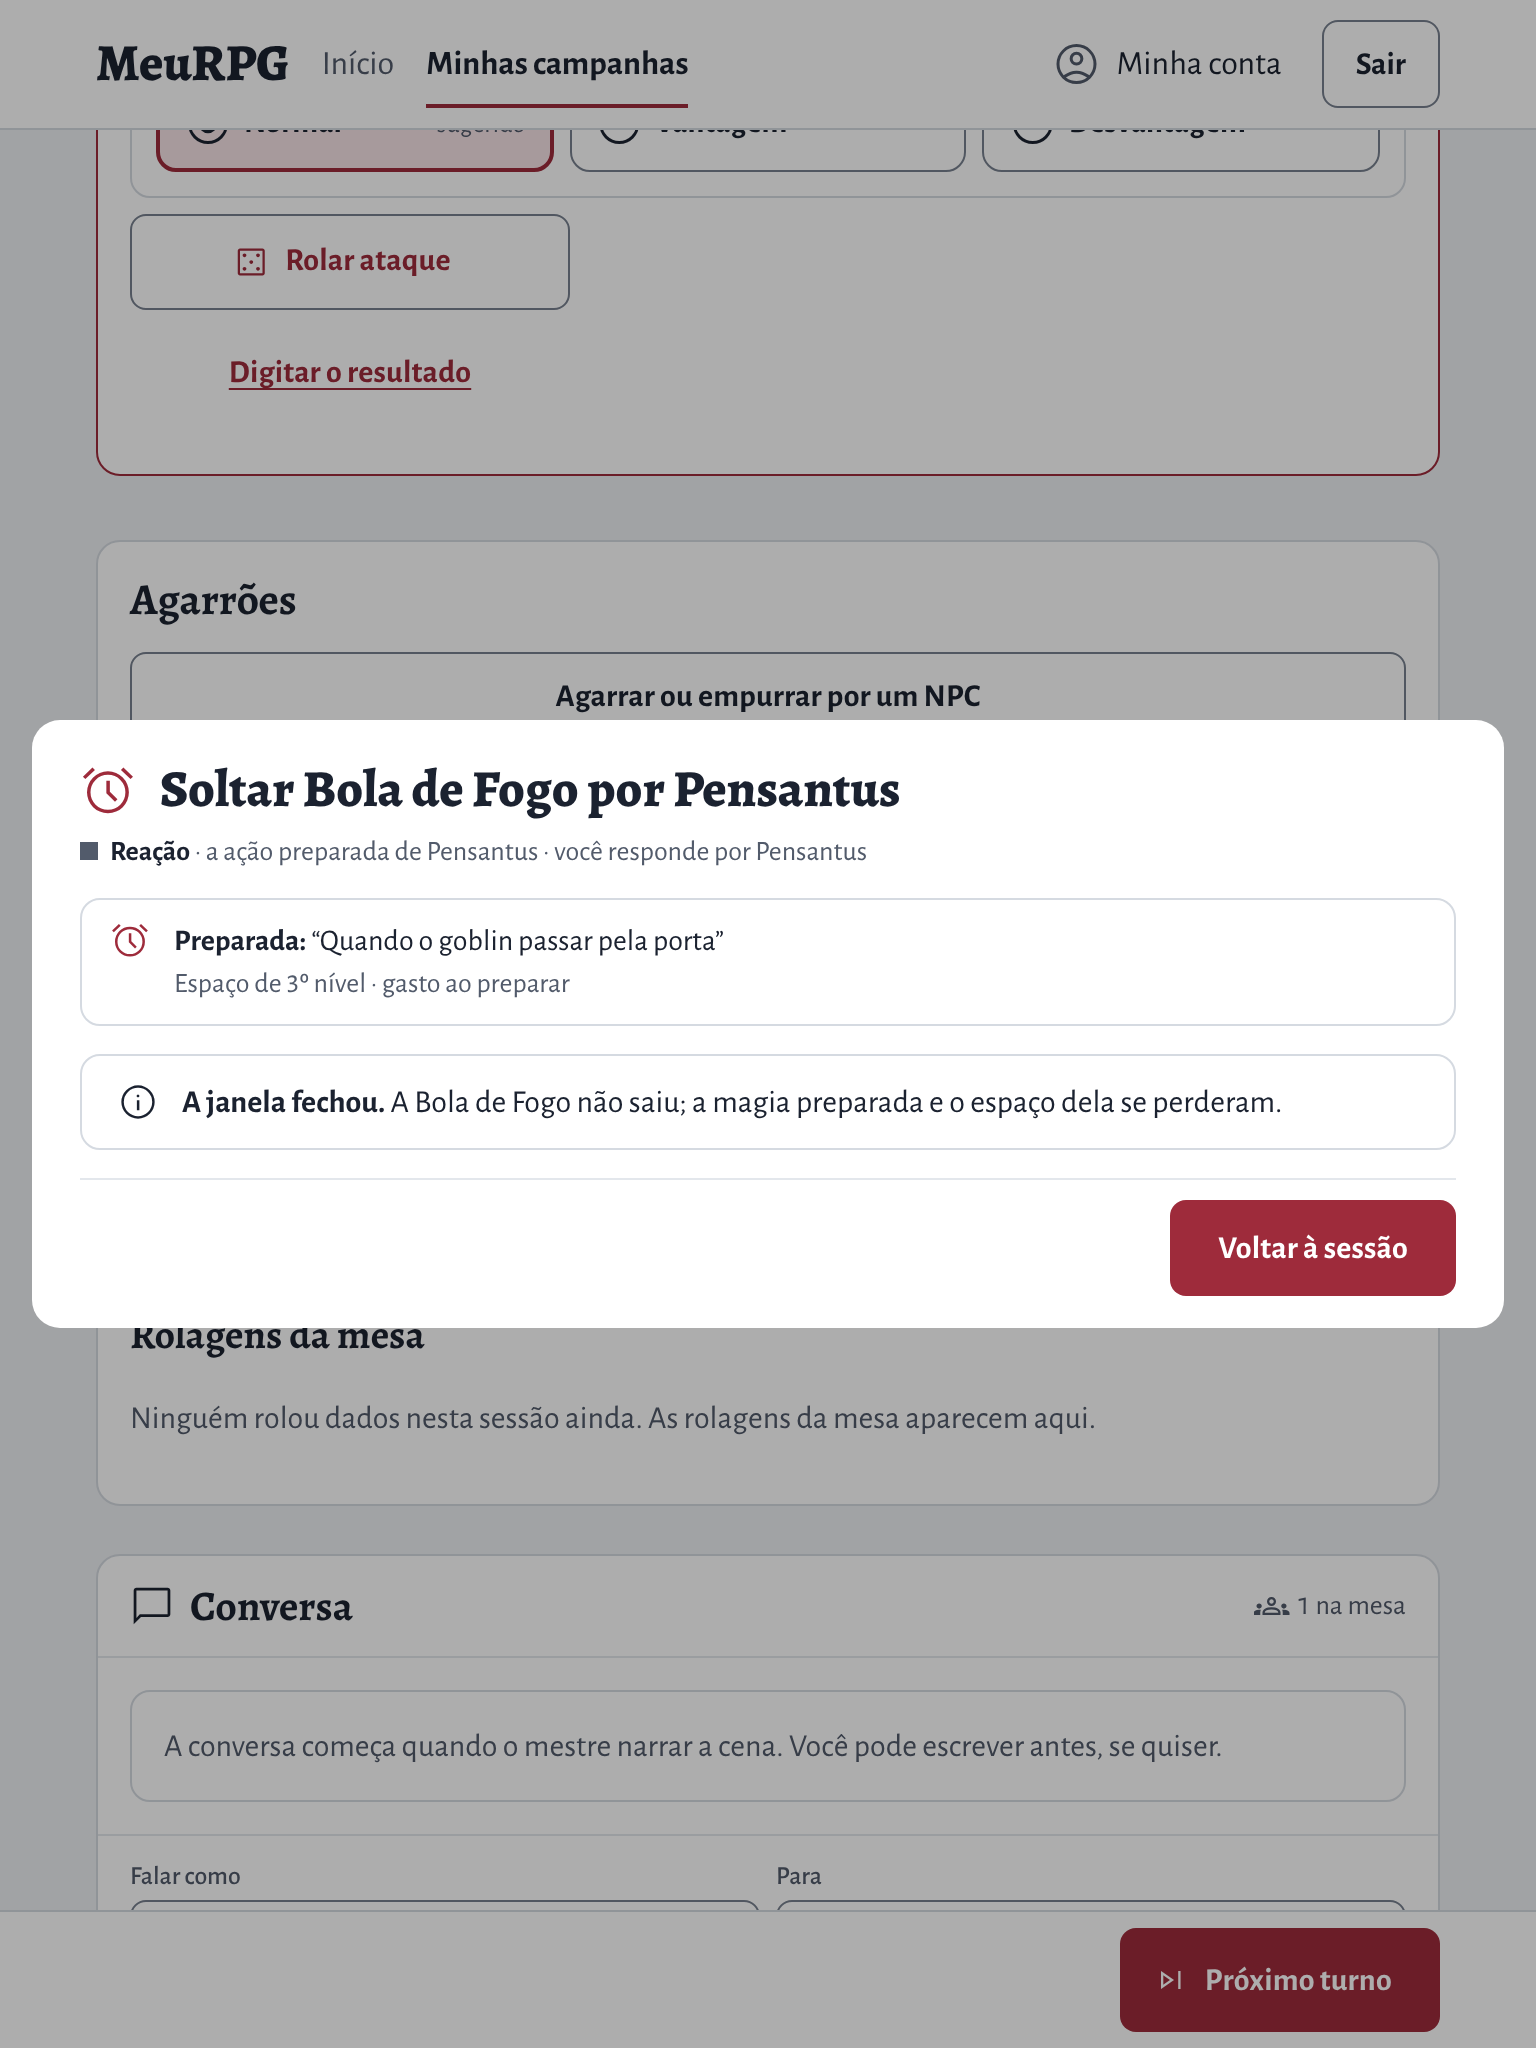 MeuRPG Início Minhas campanhas Minha conta Sair
Normal sugerido Vantagem Desvantagem
Rolar ataque
Digitar o resultado
Agarrões
Agarrar ou empurrar por um NPC
Soltar Bola de Fogo por Pensantus
Reação · a ação preparada de Pensantus · você responde por Pensantus
Preparada: “Quando o goblin passar pela porta”
Espaço de 3º nível · gasto ao preparar
A janela fechou. A Bola de Fogo não saiu; a magia preparada e o espaço dela se perderam.
Voltar à sessão
Rolagens da mesa
Ninguém rolou dados nesta sessão ainda. As rolagens da mesa aparecem aqui.
Conversa 1 na mesa
A conversa começa quando o mestre narrar a cena. Você pode escrever antes, se quiser.
Falar como Para
Próximo turno